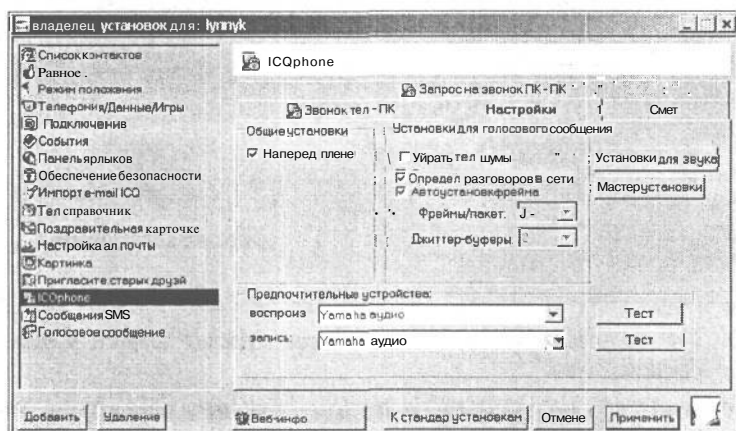 владелец установок для: lynnyk
Список контактов
Равное .
Режим положения
Телефония/Данные/Игры
Подключение
События
Панель ярлыков
Обеспечение безопасности
Импорт e-mail ICQ
Тел справочник
Поздравительная карточке
Настройка ал почты
Картинка
Пригласите старых друзй
ICQphone
Сообщения SMS
Голосовое сообщение
ICQphone
Запрос на звонок ПК - ПК
Звонок тел - ПК Настройки 1 Смет
Общие установки Установки для голосового сообщения
Наперед плене Уйрать тел шумы Установки для звука
Определ разговоров в сети
Автоустановкфрейма Мастер установки
Фреймы/пакет: J -
Джиттер-буферы:
Предпочтительные устройства:
воспроиз Yamaha аудио Тест
запись: Yamaha аудио Тест
Добавить Удаление Веб-инфо К стандар установкам Отмене Применить